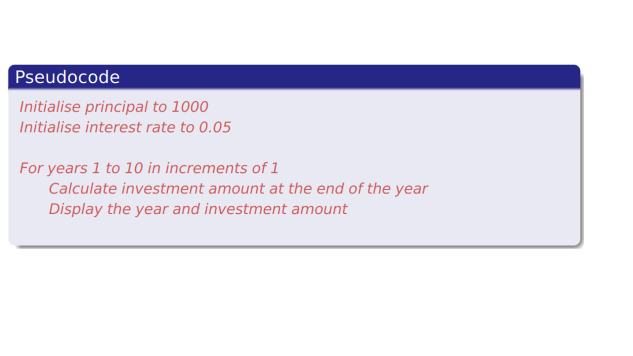 Pseudocode
Initialise principal to 1000
Initialise interest rate to 0.05
For years 1 to 10 in increments of 1
Calculate investment amount at the end of the year
Display the year and investment amount